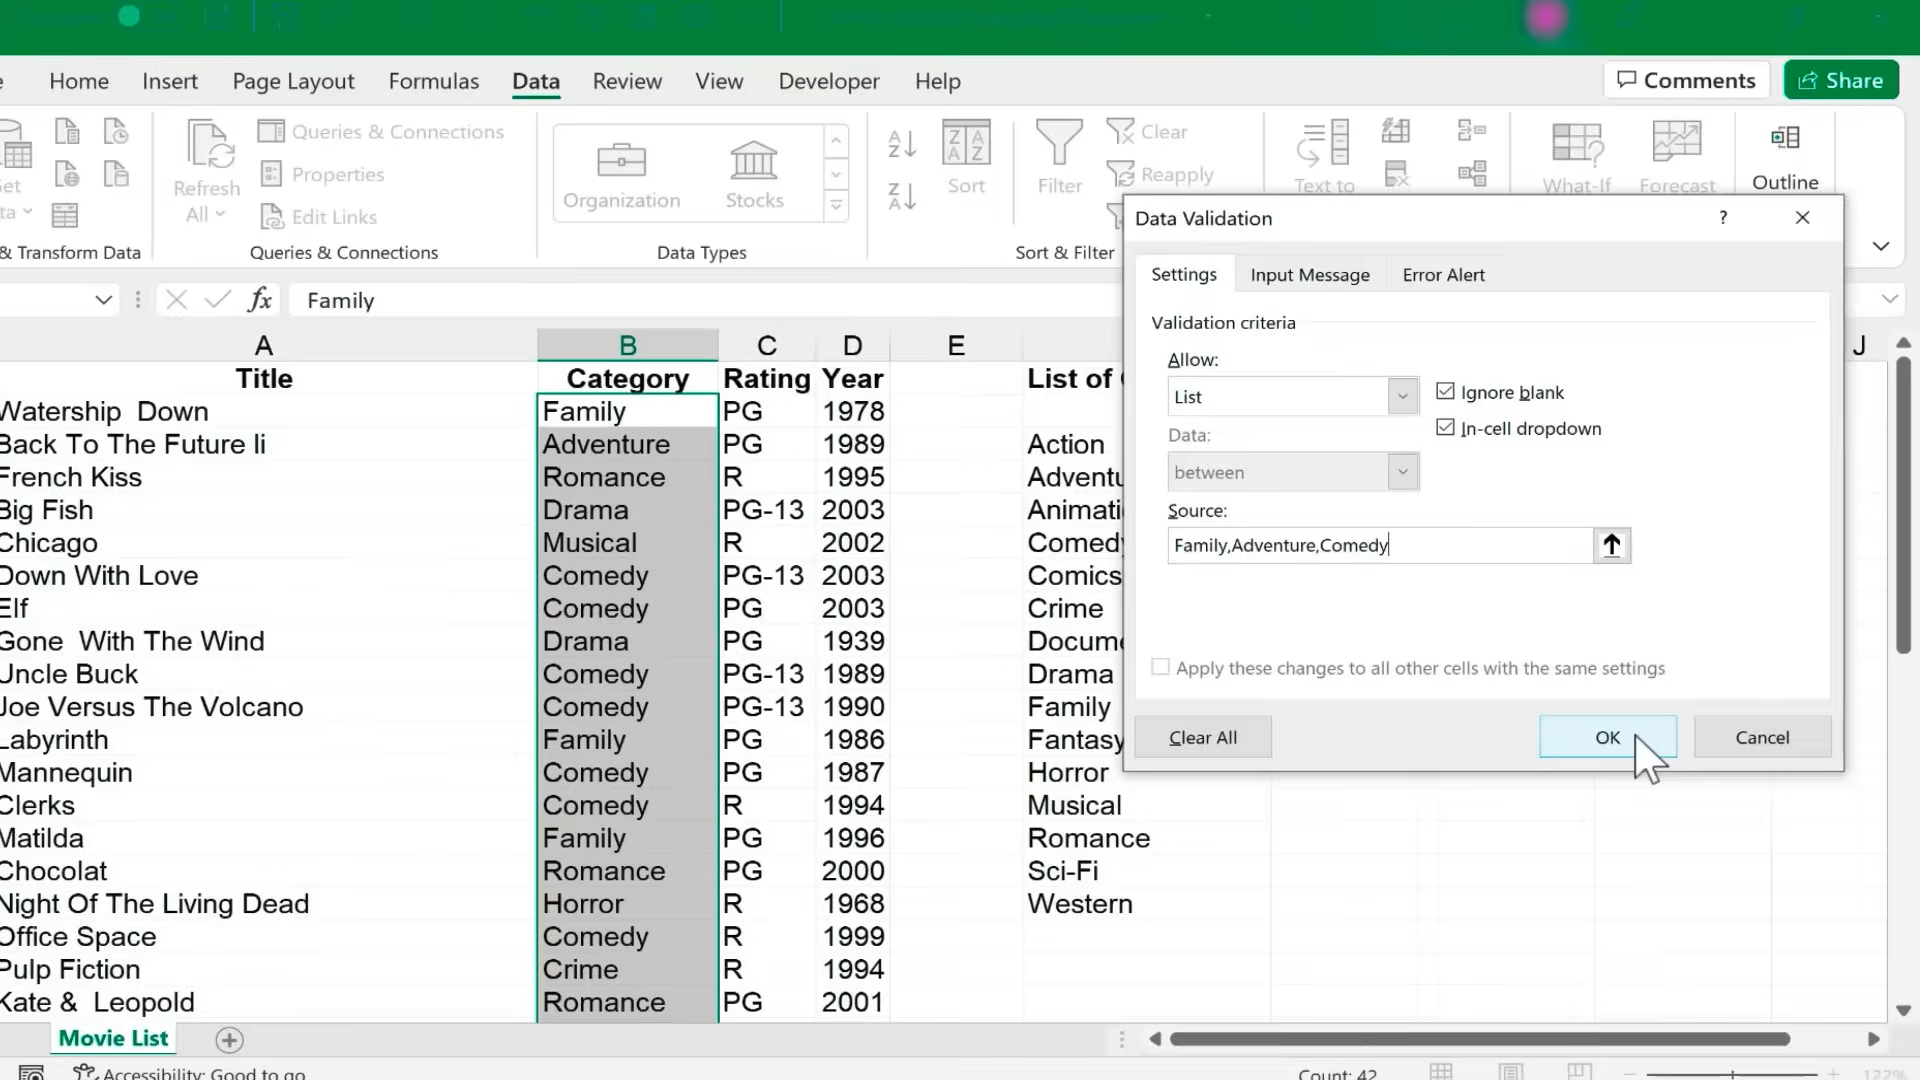 Home Insert Page Layout Formulas Data Review View Developer Help Comments Share
Refresh All
Queries & Connections
Properties
Edit Links
Queries & Connections
& Transform Data
Organization Stocks
Data Types
Sort
Filter
Clear
Reapply
Sort & Filter
Text to
What-If
Forecast
Outline
fx Family
A B C D E J
Title Category Rating Year List of
Watership Down Family PG 1978
Back To The Future Ii Adventure PG 1989 Action
French Kiss Romance R 1995
Big Fish Drama PG-13 2003
Chicago Musical R 2002 Comedy
Down With Love Comedy PG-13 2003 Comics
Elf Comedy PG 2003 Crime
Gone With The Wind Drama PG 1939
Uncle Buck Comedy PG-13 1989 Drama
Joe Versus The Volcano Comedy PG-13 1990 Family
Labyrinth Family PG 1986 Fantasy
Mannequin Comedy PG 1987 Horror
Clerks Comedy R 1994 Musical
Matilda Family PG 1996 Romance
Chocolat Romance PG 2000 Sci-Fi
Night Of The Living Dead Horror R 1968 Western
Office Space Comedy R 1999
Pulp Fiction Crime R 1994
Kate & Leopold Romance PG 2001
Data Validation ?
Settings Input Message Error Alert
Validation criteria
Allow:
List
Ignore blank
Data:
In-cell dropdown
between
Source:
Family,Adventure,Comedy
Apply these changes to all other cells with the same settings
Clear All OK Cancel
Movie List
Accessibility: Good to go Count: 42 122%